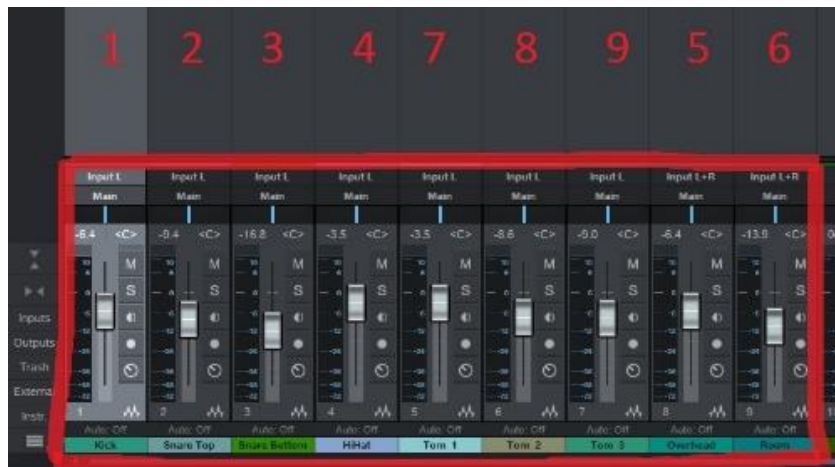 1 2 3 4 7 8 9 5 6
Input L Input L Input L Input L Input L Input L Input L Input L+R Input L+R
Main Main Main Main Main Main Main Main Main
-6.4 <C> -9.4 <C> -16.8 <C> -3.5 <C> -3.5 <C> -8.6 <C> -9.0 <C> -6.4 <C> -13.9 <C>
M M M M M M M M M
S S S S S S S S S
Inputs
Outputs
Trash
External
Instr.
1 2 3 4 5 6 7 8 9
Auto: Off Auto: Off Auto: Off Auto: Off Auto: Off Auto: Off Auto: Off Auto: Off Auto: Off
Kick Snare Top Snare Bottom HiHat Tom 1 Tom 2 Tom 3 Overhead Room